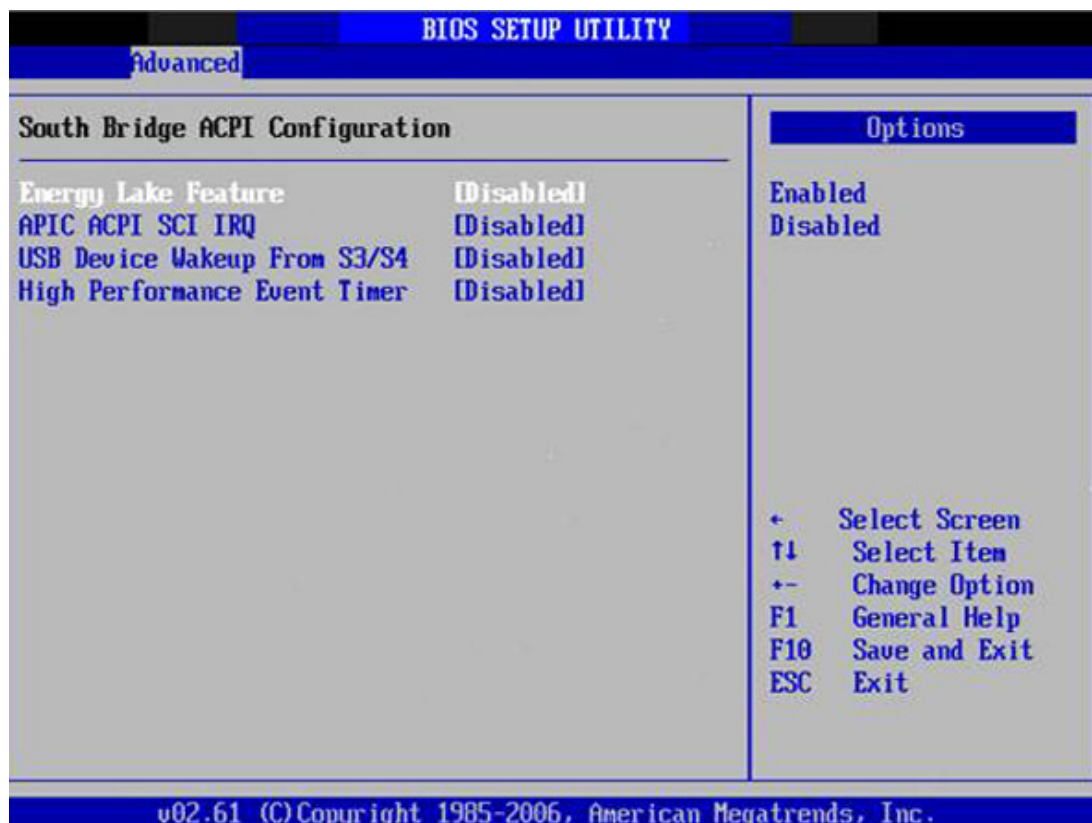 BIOS SETUP UTILITY
Advanced
South Bridge ACPI Configuration
Energy Lake Feature [Disabled]
APIC ACPI SCI IRQ [Disabled]
USB Device Wakeup From S3/S4 [Disabled]
High Performance Event Timer [Disabled]
Options
Enabled
Disabled
← Select Screen
↑↓ Select Item
+- Change Option
F1 General Help
F10 Save and Exit
ESC Exit
v02.61 (C)Copyright 1985-2006, American Megatrends, Inc.